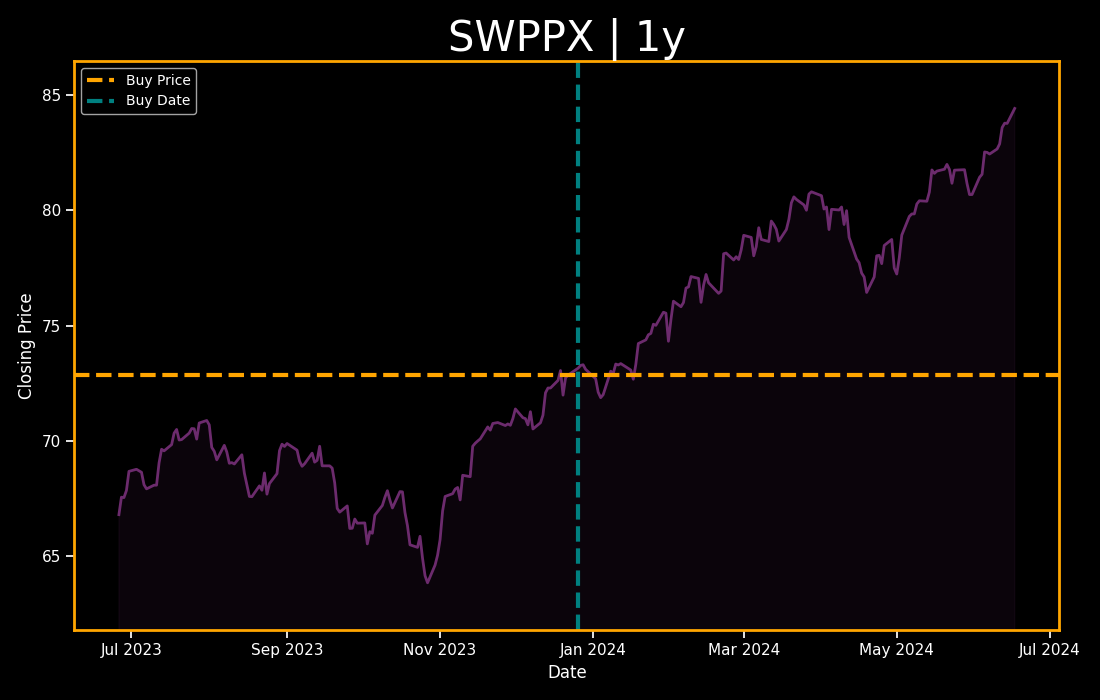 SWPPX | 1y
Buy Price
Buy Date
Closing Price
85
80
75
70
65
Jul 2023 Sep 2023 Nov 2023 Jan 2024 Mar 2024 May 2024 Jul 2024
Date